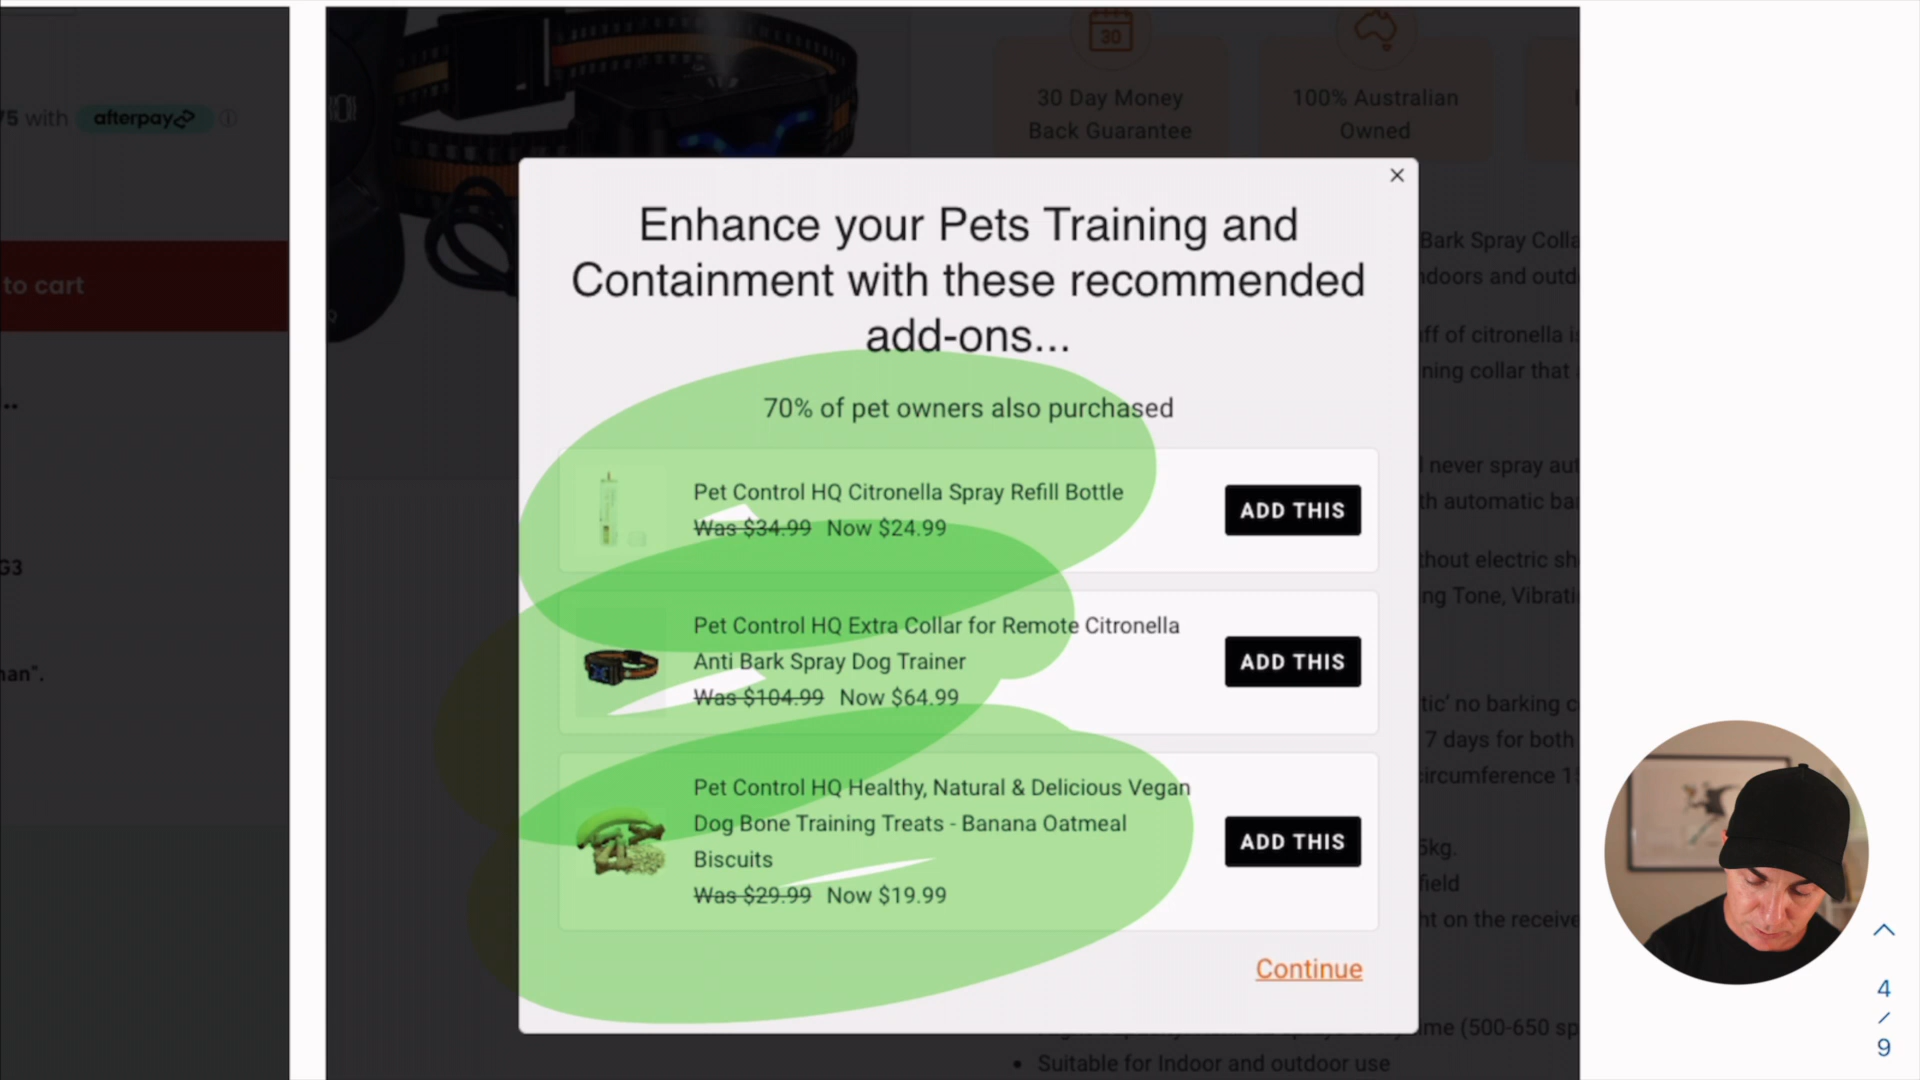 75 with afterpay
to cart
..
G3
nan".
30
30 Day Money
Back Guarantee
100% Australian
Owned
Enhance your Pets Training and
Containment with these recommended
add-ons...
70% of pet owners also purchased
Pet Control HQ Citronella Spray Refill Bottle
Was $34.99 Now $24.99
ADD THIS
Pet Control HQ Extra Collar for Remote Citronella
Anti Bark Spray Dog Trainer
Was $104.99 Now $64.99
ADD THIS
Pet Control HQ Healthy, Natural & Delicious Vegan
Dog Bone Training Treats - Banana Oatmeal
Biscuits
Was $29.99 Now $19.99
ADD THIS
Continue
Bark Spray Colla
ndoors and outd
ff of citronella i
ning collar that
never spray aut
th automatic ba
hout electric sh
ng Tone, Vibrati
tic' no barking c
7 days for both
ircumference 1
5kg.
field
ht on the receive
me (500-650 sp
• Suitable for Indoor and outdoor use
4
/
9